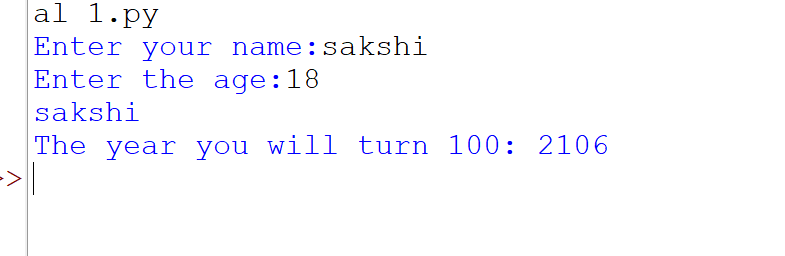 al 1.py
Enter your name:sakshi
Enter the age:18
sakshi
The year you will turn 100: 2106
>>